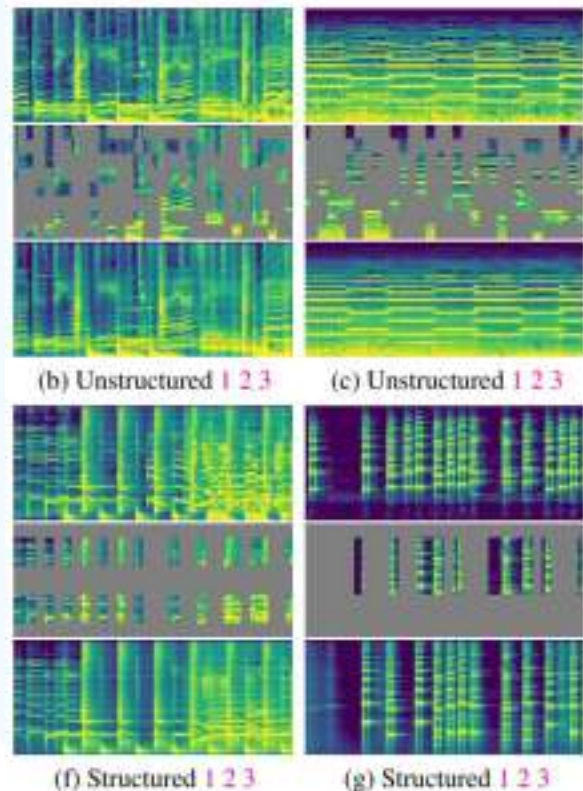 (b) Unstructured 1 2 3
(c) Unstructured 1 2 3
(f) Structured 1 2 3
(g) Structured 1 2 3